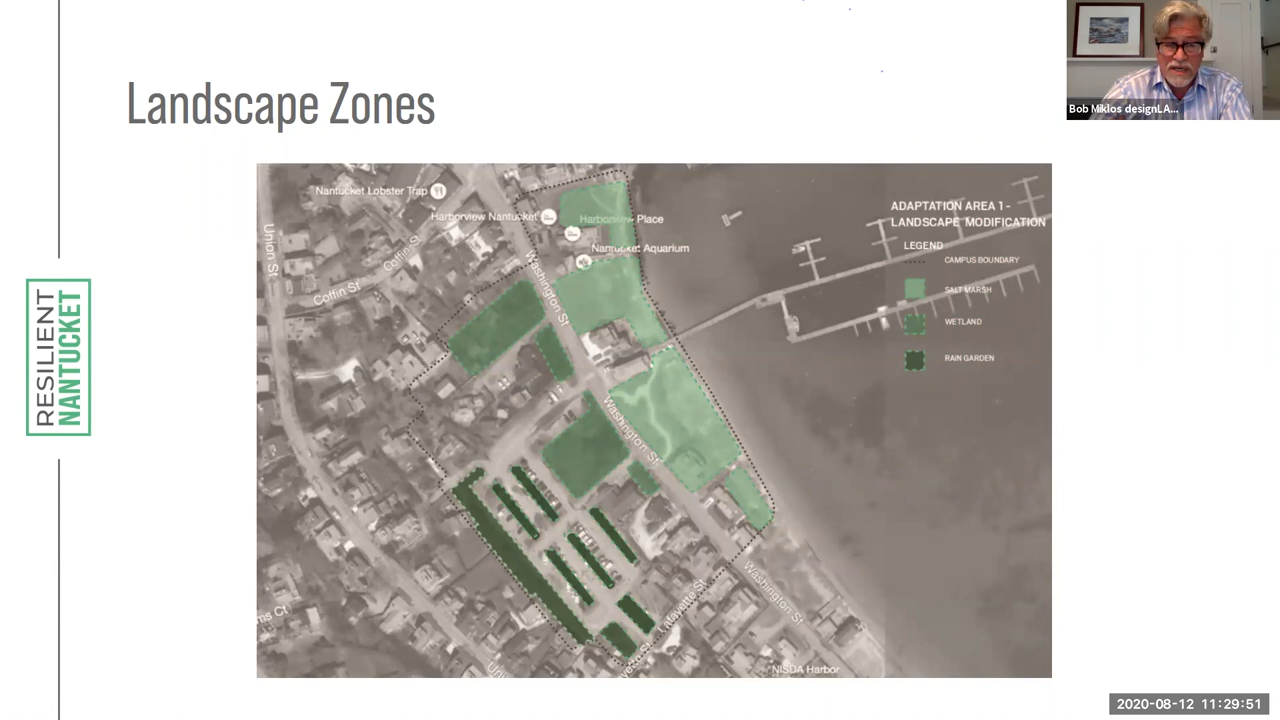 Landscape Zones
Bob Miklos designLA...
RESILIENT
NANTUCKET
Nantucket Lobster Trap
Harborview Nantucket
Harborview Place
Nantucket Aquarium
Union St
Coffin St
Coffin St
Washington St
Washington St
Washington St
Lafayette St
NISDA Harbor
ADAPTATION AREA 1 -
LANDSCAPE MODIFICATION
LEGEND
CAMPUS BOUNDARY
SALT MARSH
WETLAND
RAIN GARDEN
2020-08-12 11:29:51